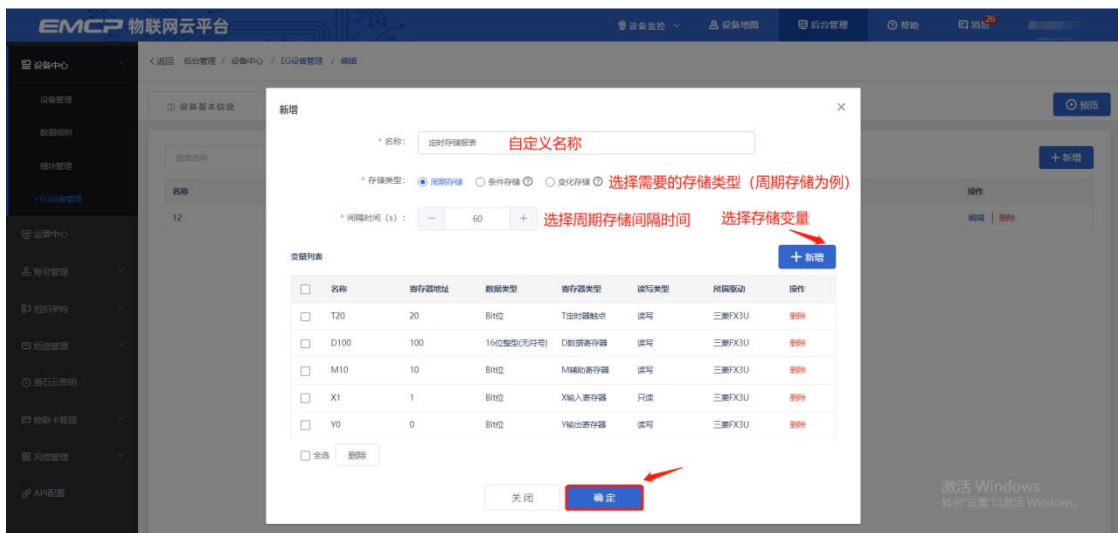 EMCP 物联网云平台
设备监控
设备地图
后台管理
帮助
消息
26
设备中心
<返回 后台管理 / 设备中心 / EG设备管理 / 编辑
设备管理
① 设备基本信息
预览
数据规则
模块管理
搜索名称
+ 新增
• EG设备管理
名称
操作
12
编辑 | 删除
运营中心
账号管理
组织架构
短信管理
萤石云密钥
物联卡管理
风格管理
API配置
新增
×
* 名称: 定时存储报表 自定义名称
* 存储类型: 周期存储 条件存储 变化存储 选择需要的存储类型(周期存储为例)
* 间隔时间(s): − 60 + 选择周期存储间隔时间 选择存储变量
变量列表
+ 新增
名称 寄存器地址 数据类型 寄存器类型 读写类型 所属驱动 操作
T20 20 Bit位 T定时器触点 读写 三菱FX3U 删除
D100 100 16位整型(无符号) D数据寄存器 读写 三菱FX3U 删除
M10 10 Bit位 M辅助寄存器 读写 三菱FX3U 删除
X1 1 Bit位 X输入寄存器 只读 三菱FX3U 删除
Y0 0 Bit位 Y输出寄存器 读写 三菱FX3U 删除
全选 删除
关闭 确定
激活 Windows
转到"设置"以激活 Windows。